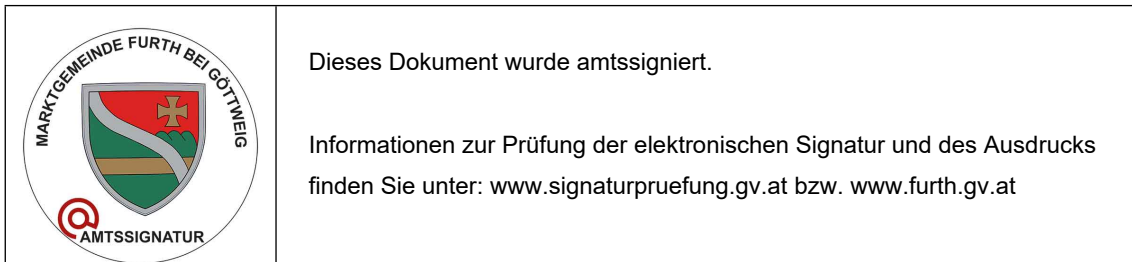 MARKTGEMEINDE FURTH BEI GÖTTWEIG
@AMTSSIGNATUR
Dieses Dokument wurde amtssigniert.
Informationen zur Prüfung der elektronischen Signatur und des Ausdrucks
finden Sie unter: www.signaturpruefung.gv.at bzw. www.furth.gv.at